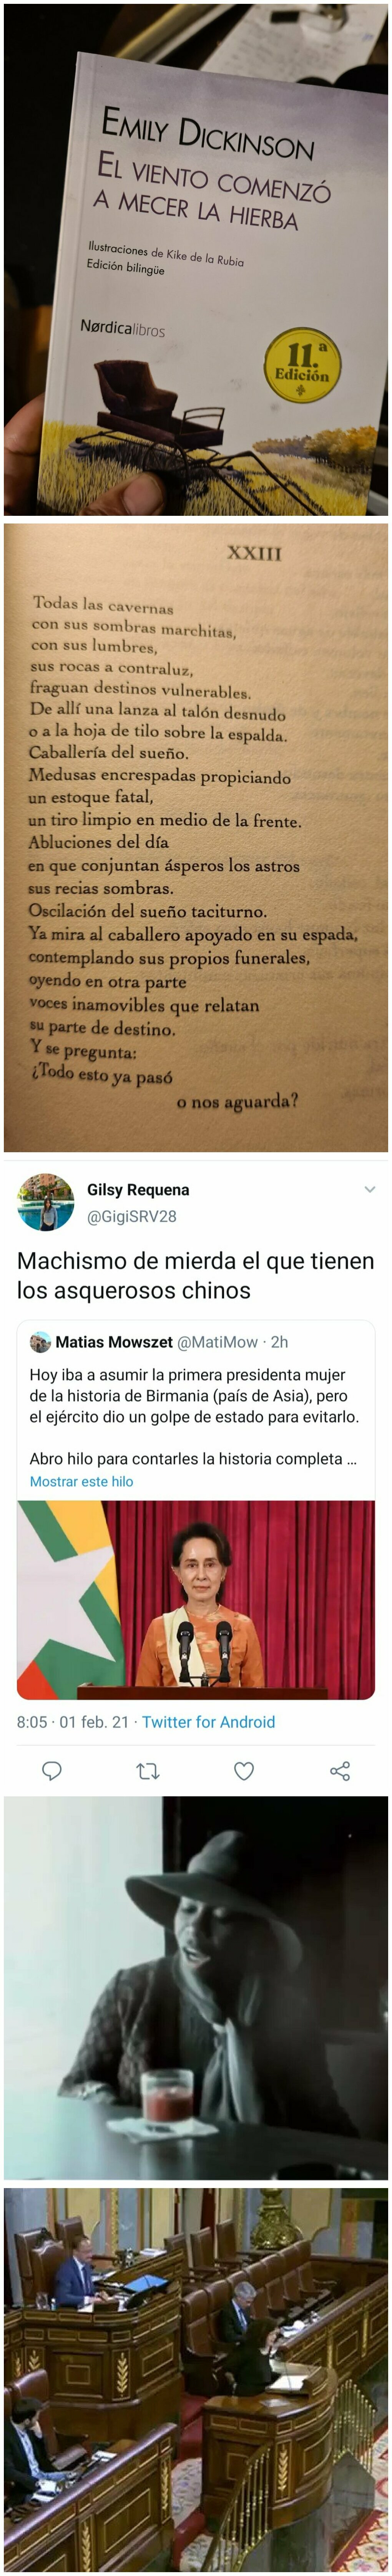 EMILY DICKINSON
EL VIENTO COMENZÓ
A MECER LA HIERBA
Ilustraciones de Kike de la Rubia
Edición bilingüe
Nørdicalibros
11.ª
Edición
XXIII
Todas las cavernas
con sus sombras marchitas,
con sus lumbres,
sus rocas a contraluz,
fraguan destinos vulnerables.
De allí una lanza al talón desnudo
o a la hoja de tilo sobre la espalda.
Caballería del sueño.
Medusas encrespadas propiciando
un estoque fatal,
un tiro limpio en medio de la frente.
Abluciones del día
en que conjuntan ásperos los astros
sus recias sombras.
Oscilación del sueño taciturno.
Ya mira al caballero apoyado en su espada,
contemplando sus propios funerales,
oyendo en otra parte
voces inamovibles que relatan
su parte de destino.
Y se pregunta:
¿Todo esto ya pasó
o nos aguarda?
Gilsy Requena
@GigiSRV28
Machismo de mierda el que tienen
los asquerosos chinos
Matias Mowszet @MatiMow · 2h
Hoy iba a asumir la primera presidenta mujer
de la historia de Birmania (país de Asia), pero
el ejército dio un golpe de estado para evitarlo.
Abro hilo para contarles la historia completa ...
Mostrar este hilo
8:05 · 01 feb. 21 · Twitter for Android